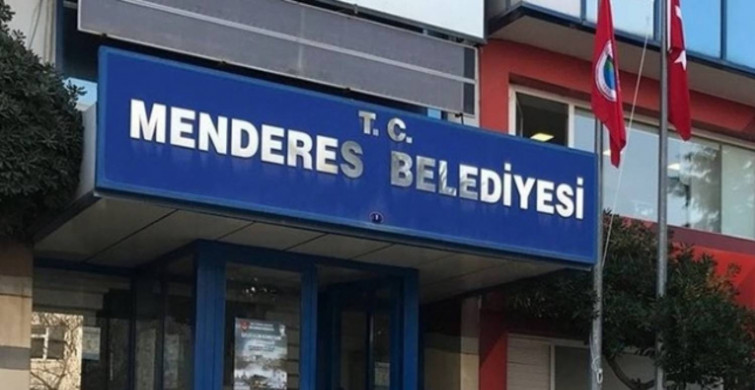 T. C.
MENDERES BELEDİYESİ